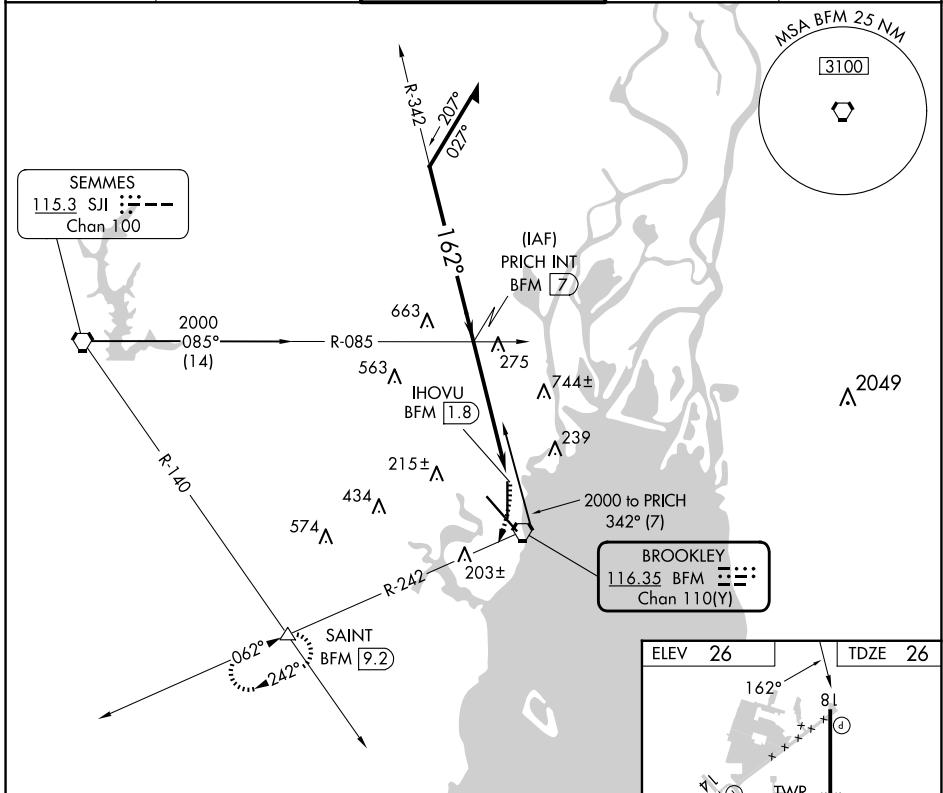 MSA BFM 25 NM
3100
R-342
207°
027°
SEMMES
115.3 SJI
Chan 100
162°
(IAF)
PRICH INT
BFM 7
663
2000
085°
(14)
R-085
275
563
744±
2049
IHOVU
BFM 1.8
239
215±
R-140
434
2000 to PRICH
342° (7)
574
BROOKLEY
116.35 BFM
Chan 110(Y)
203±
R-242
SAINT
BFM 9.2
062°
242°
ELEV 26
TDZE 26
162°
18
P
14
TWR